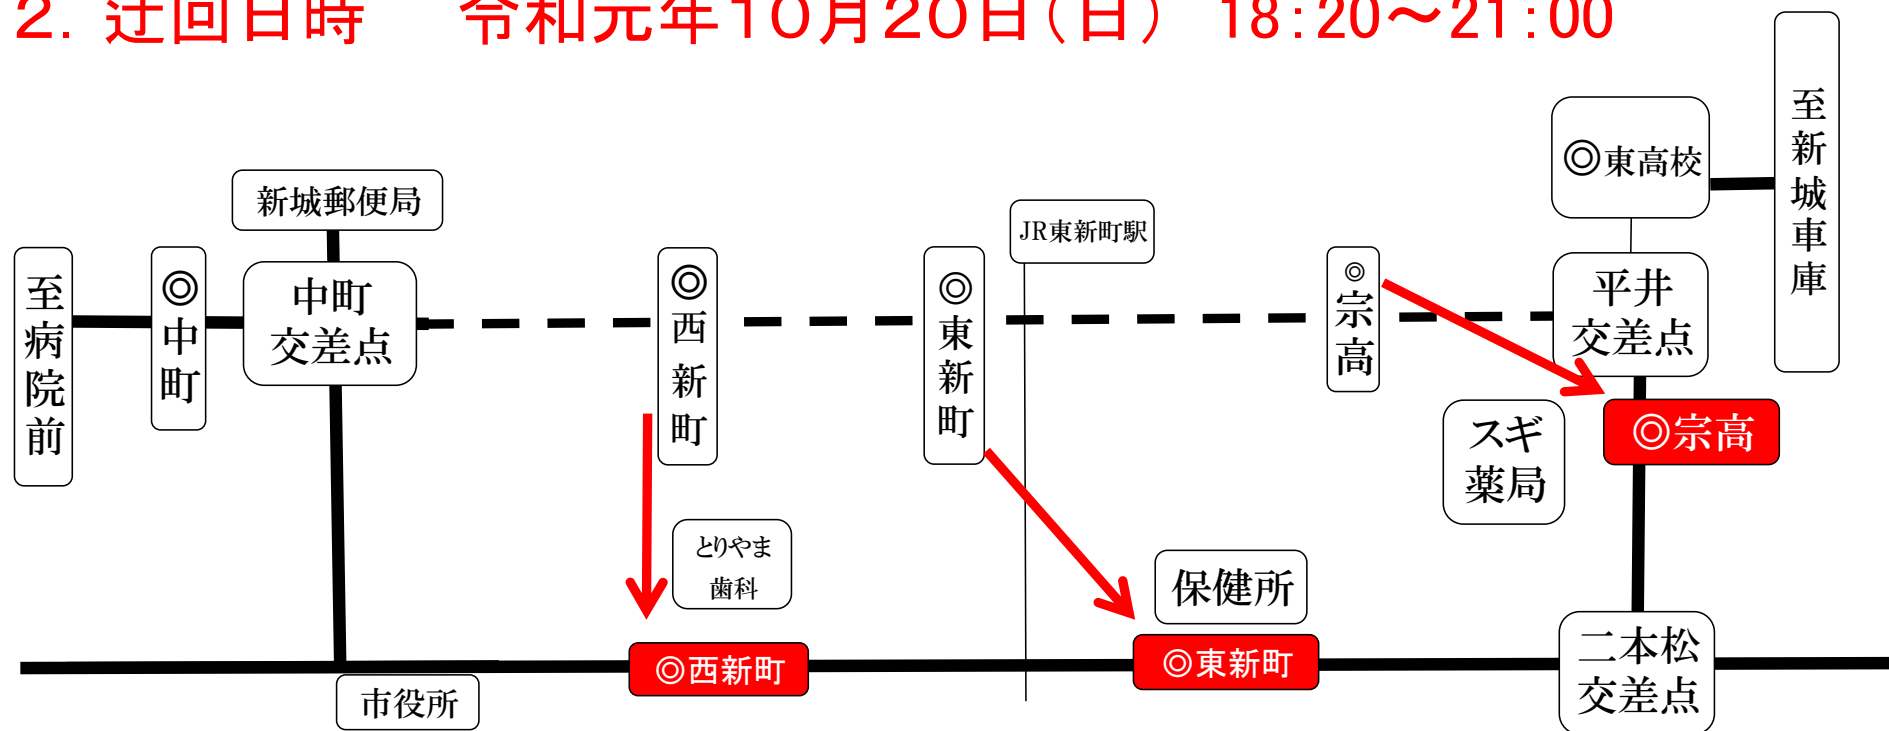 2. 迂回日時　令和元年10月20日(日) 18:20～21:00
至新城車庫
◎東高校
新城郵便局
JR東新町駅
至病院前
◎中町
中町
交差点
◎西新町
◎東新町
◎宗高
平井
交差点
スギ
薬局
◎宗高
とりやま
歯科
保健所
◎西新町
◎東新町
二本松
交差点
市役所